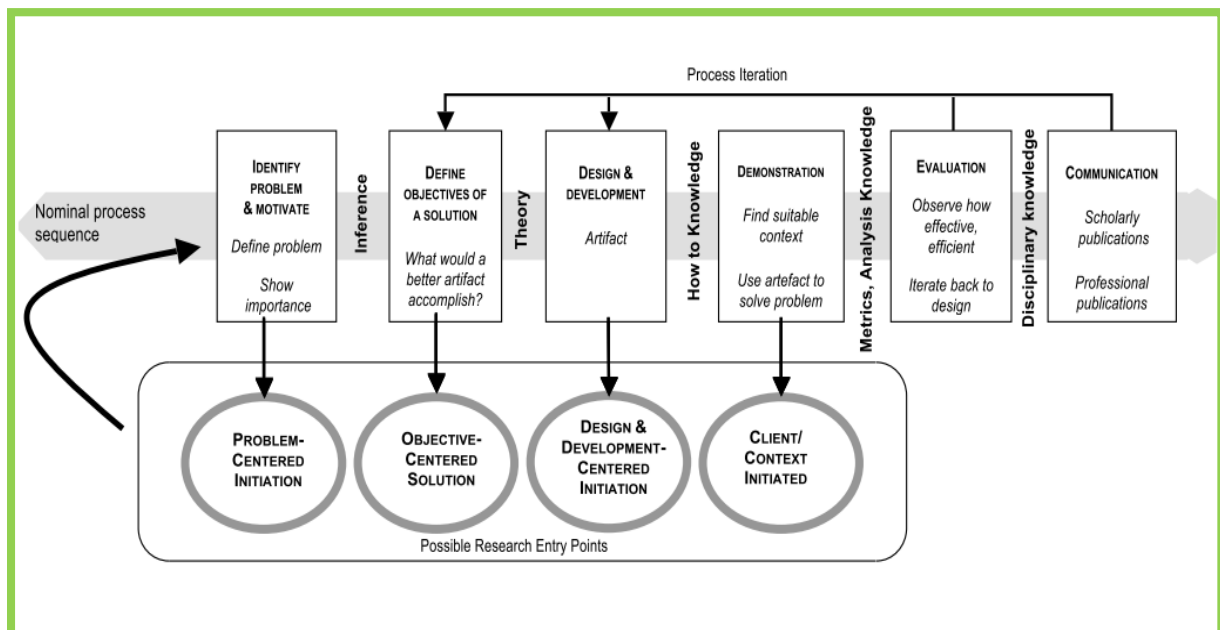 Process Iteration
Nominal process
sequence
IDENTIFY
PROBLEM
& MOTIVATE
Define problem
Show
importance
Inference
DEFINE
OBJECTIVES OF
A SOLUTION
What would a
better artifact
accomplish?
Theory
DESIGN &
DEVELOPMENT
Artifact
How to Knowledge
DEMONSTRATION
Find suitable
context
Use artefact to
solve problem
Metrics, Analysis Knowledge
EVALUATION
Observe how
effective,
efficient
Iterate back to
design
Disciplinary knowledge
COMMUNICATION
Scholarly
publications
Professional
publications
PROBLEM-
CENTERED
INITIATION
OBJECTIVE-
CENTERED
SOLUTION
DESIGN &
DEVELOPMENT-
CENTERED
INITIATION
CLIENT/
CONTEXT
INITIATED
Possible Research Entry Points